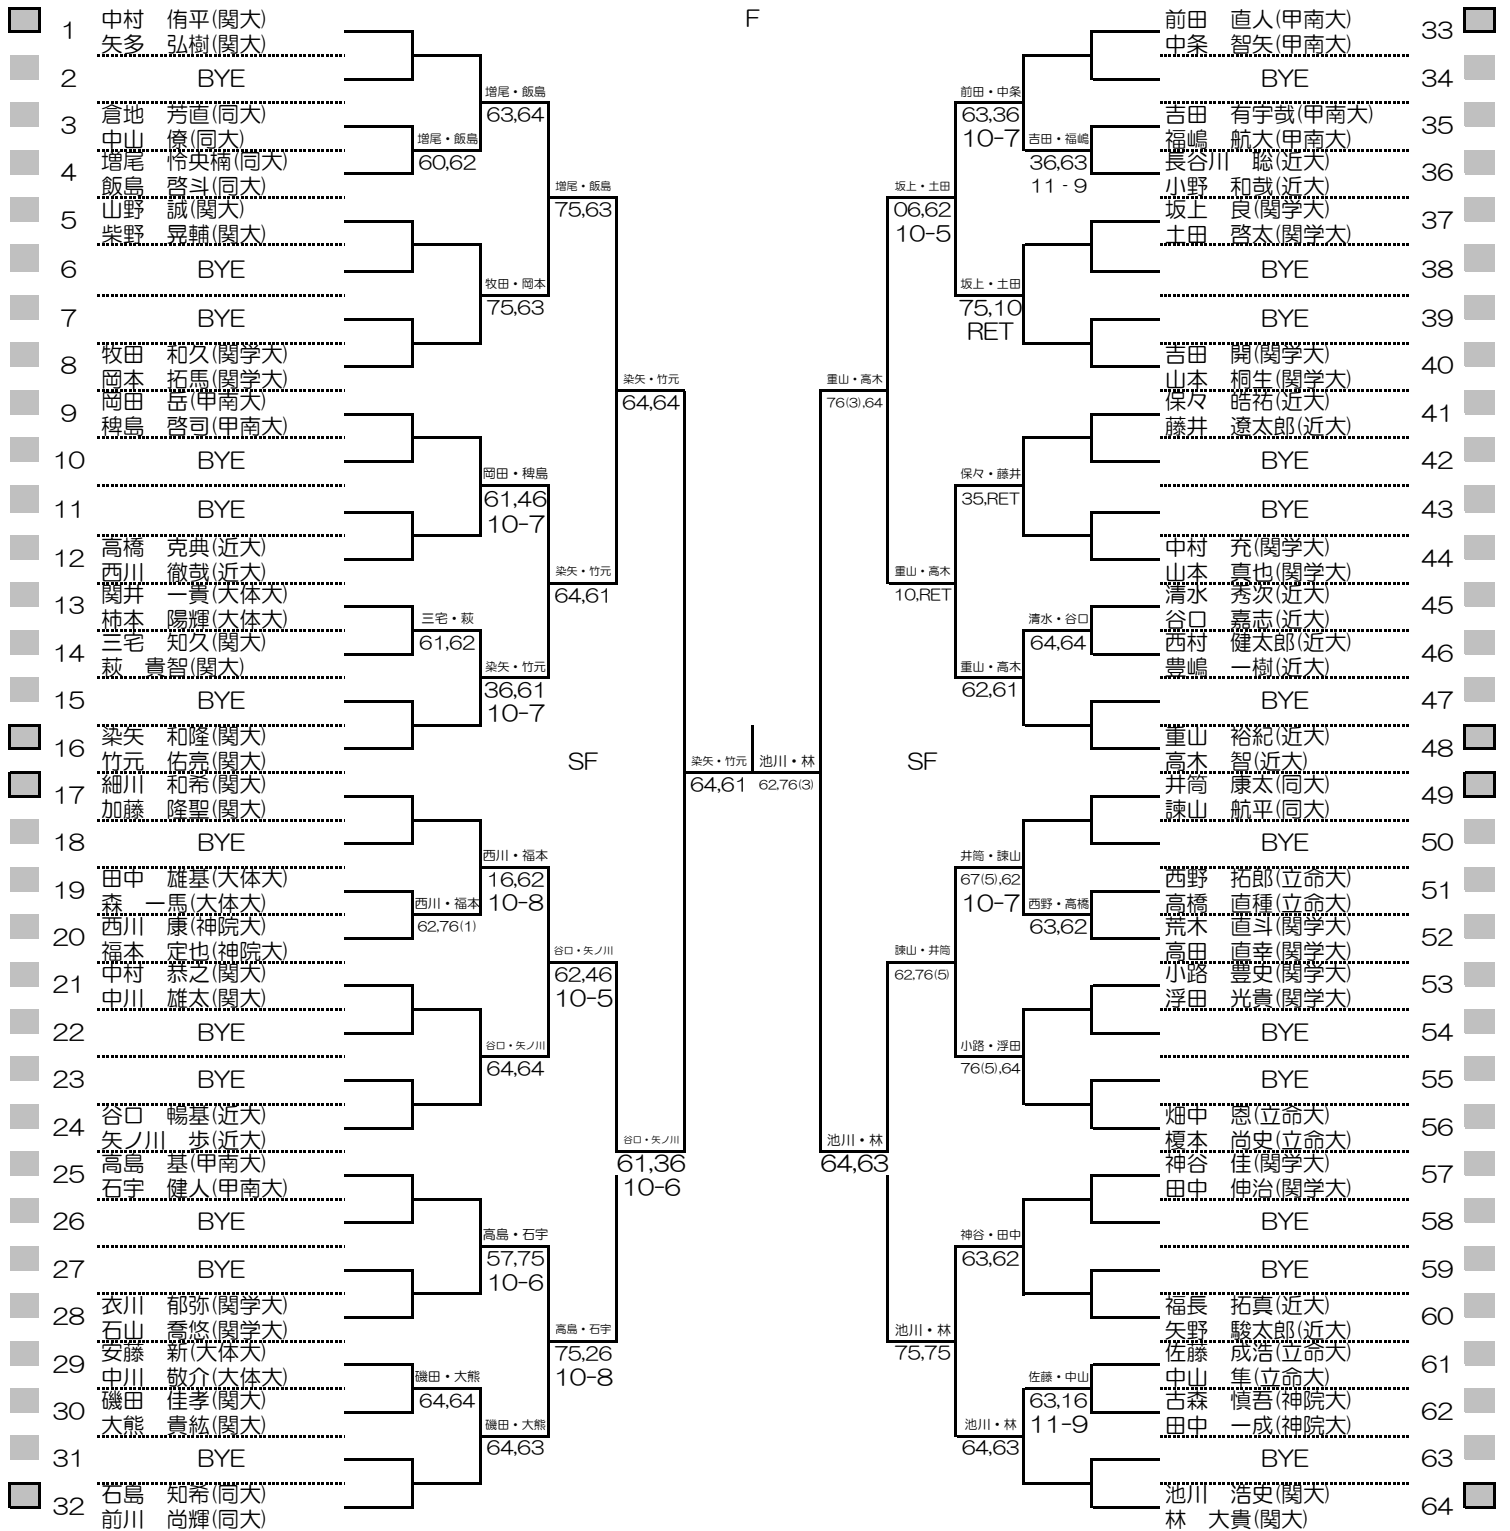 F
1
中村 侑平(関大)
矢多 弘樹(関大)
2
BYE
3
倉地 芳直(同大)
中山 僚(同大)
4
増尾 怜央楠(同大)
飯島 啓斗(同大)
5
山野 誠(関大)
柴野 晃輔(関大)
6
BYE
7
BYE
8
牧田 和久(関学大)
岡本 拓馬(関学大)
9
岡田 岳(甲南大)
稗島 啓司(甲南大)
10
BYE
11
BYE
12
高橋 克典(近大)
西川 徹哉(近大)
13
関井 一貴(大体大)
柿本 陽輝(大体大)
14
三宅 知久(関大)
萩 貴智(関大)
15
BYE
16
染矢 和隆(関大)
竹元 佑亮(関大)
17
細川 和希(関大)
加藤 隆聖(関大)
18
BYE
19
田中 雄基(大体大)
森 一馬(大体大)
20
西川 康(神院大)
福本 定也(神院大)
21
中村 恭之(関大)
中川 雄太(関大)
22
BYE
23
BYE
24
谷口 暢基(近大)
矢ノ川 歩(近大)
25
高島 基(甲南大)
石宇 健人(甲南大)
26
BYE
27
BYE
28
衣川 郁弥(関学大)
石山 喬悠(関学大)
29
安藤 新(大体大)
中川 敬介(大体大)
30
磯田 佳孝(関大)
大熊 貴紘(関大)
31
BYE
32
石島 知希(同大)
前川 尚輝(同大)
増尾・飯島
60,62
三宅・萩
61,62
西川・福本
62,76(1)
磯田・大熊
64,64
増尾・飯島
63,64
牧田・岡本
75,63
岡田・稗島
61,46
10-7
染矢・竹元
36,61
10-7
西川・福本
16,62
10-8
谷口・矢ノ川
64,64
高島・石宇
57,75
10-6
磯田・大熊
64,63
増尾・飯島
75,63
染矢・竹元
64,61
谷口・矢ノ川
62,46
10-5
高島・石宇
75,26
10-8
染矢・竹元
64,64
SF
谷口・矢ノ川
61,36
10-6
染矢・竹元
64,61
池川・林
62,76(3)
重山・高木
76(3),64
SF
池川・林
64,63
坂上・土田
06,62
10-5
重山・高木
10,RET
諫山・井筒
62,76(5)
池川・林
75,75
前田・中条
63,36
10-7
坂上・土田
75,10
RET
保々・藤井
35,RET
重山・高木
62,61
井筒・諫山
67(5),62
10-7
小路・浮田
76(5),64
神谷・田中
63,62
池川・林
64,63
吉田・福嶋
36,63
11-9
清水・谷口
64,64
西野・高橋
63,62
佐藤・中山
63,16
11-9
前田 直人(甲南大)
中条 智矢(甲南大)
33
BYE
34
吉田 有宇哉(甲南大)
福嶋 航大(甲南大)
35
長谷川 聡(近大)
小野 和哉(近大)
36
坂上 良(関学大)
土田 啓太(関学大)
37
BYE
38
BYE
39
吉田 開(関学大)
山本 桐生(関学大)
40
保々 皓祐(近大)
藤井 遼太郎(近大)
41
BYE
42
BYE
43
中村 充(関学大)
山本 真也(関学大)
44
清水 秀次(近大)
谷口 嘉志(近大)
45
西村 健太郎(近大)
豊嶋 一樹(近大)
46
BYE
47
重山 裕紀(近大)
高木 智(近大)
48
井筒 康太(同大)
諫山 航平(同大)
49
BYE
50
西野 拓郎(立命大)
高橋 直種(立命大)
51
荒木 直斗(関学大)
高田 直幸(関学大)
52
小路 豊史(関学大)
浮田 光貴(関学大)
53
BYE
54
BYE
55
畑中 恩(立命大)
榎本 尚史(立命大)
56
神谷 佳(関学大)
田中 伸治(関学大)
57
BYE
58
BYE
59
福長 拓真(近大)
矢野 駿太郎(近大)
60
佐藤 成浩(立命大)
中山 隼(立命大)
61
古森 慎吾(神院大)
田中 一成(神院大)
62
BYE
63
池川 浩史(関大)
林 大貴(関大)
64